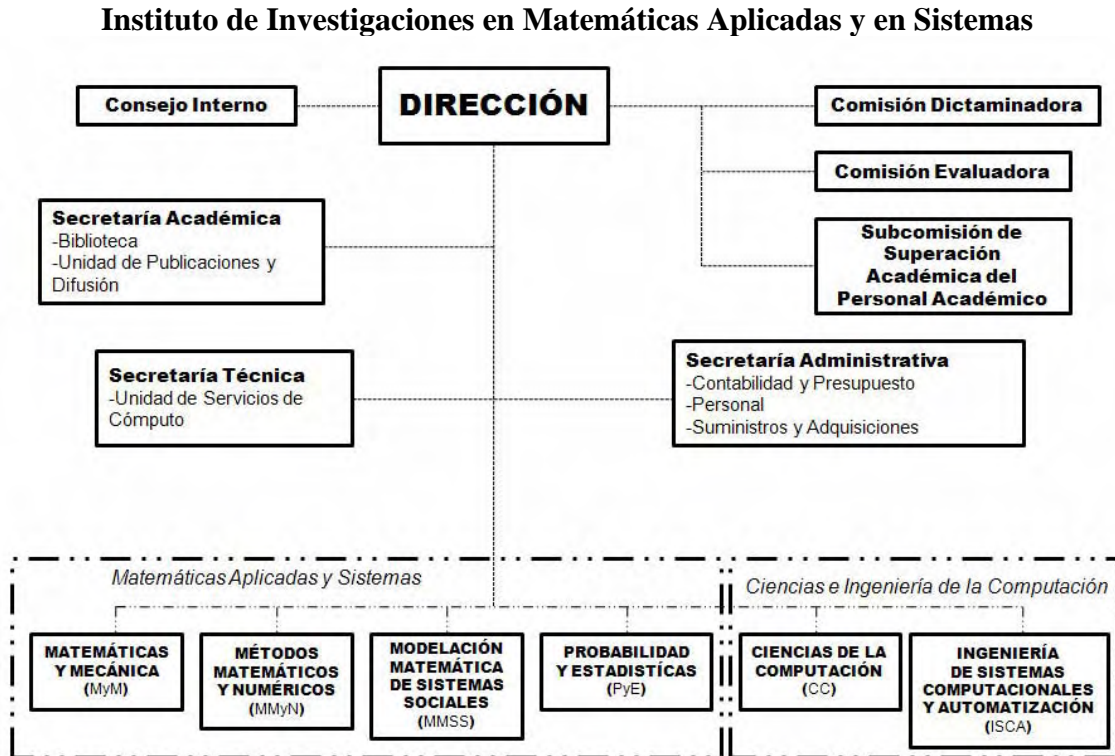 Instituto de Investigaciones en Matemáticas Aplicadas y en Sistemas
Consejo Interno
DIRECCIÓN
Comisión Dictaminadora
Comisión Evaluadora
Secretaría Académica
-Biblioteca
-Unidad de Publicaciones y
Difusión
Subcomisión de
Superación
Académica del
Personal Académico
Secretaría Técnica
-Unidad de Servicios de
Cómputo
Secretaría Administrativa
-Contabilidad y Presupuesto
-Personal
-Suministros y Adquisiciones
Matemáticas Aplicadas y Sistemas
MATEMÁTICAS
Y MECÁNICA
(MyM)
MÉTODOS
MATEMÁTICOS
Y NUMÉRICOS
(MMyN)
MODELACIÓN
MATEMÁTICA
DE SISTEMAS
SOCIALES
(MMSS)
PROBABILIDAD
Y ESTADISTÍCAS
(PyE)
Ciencias e Ingeniería de la Computación
CIENCIAS DE LA
COMPUTACIÓN
(CC)
INGENIERÍA
DE SISTEMAS
COMPUTACIONALES
Y AUTOMATIZACIÓN
(ISCA)